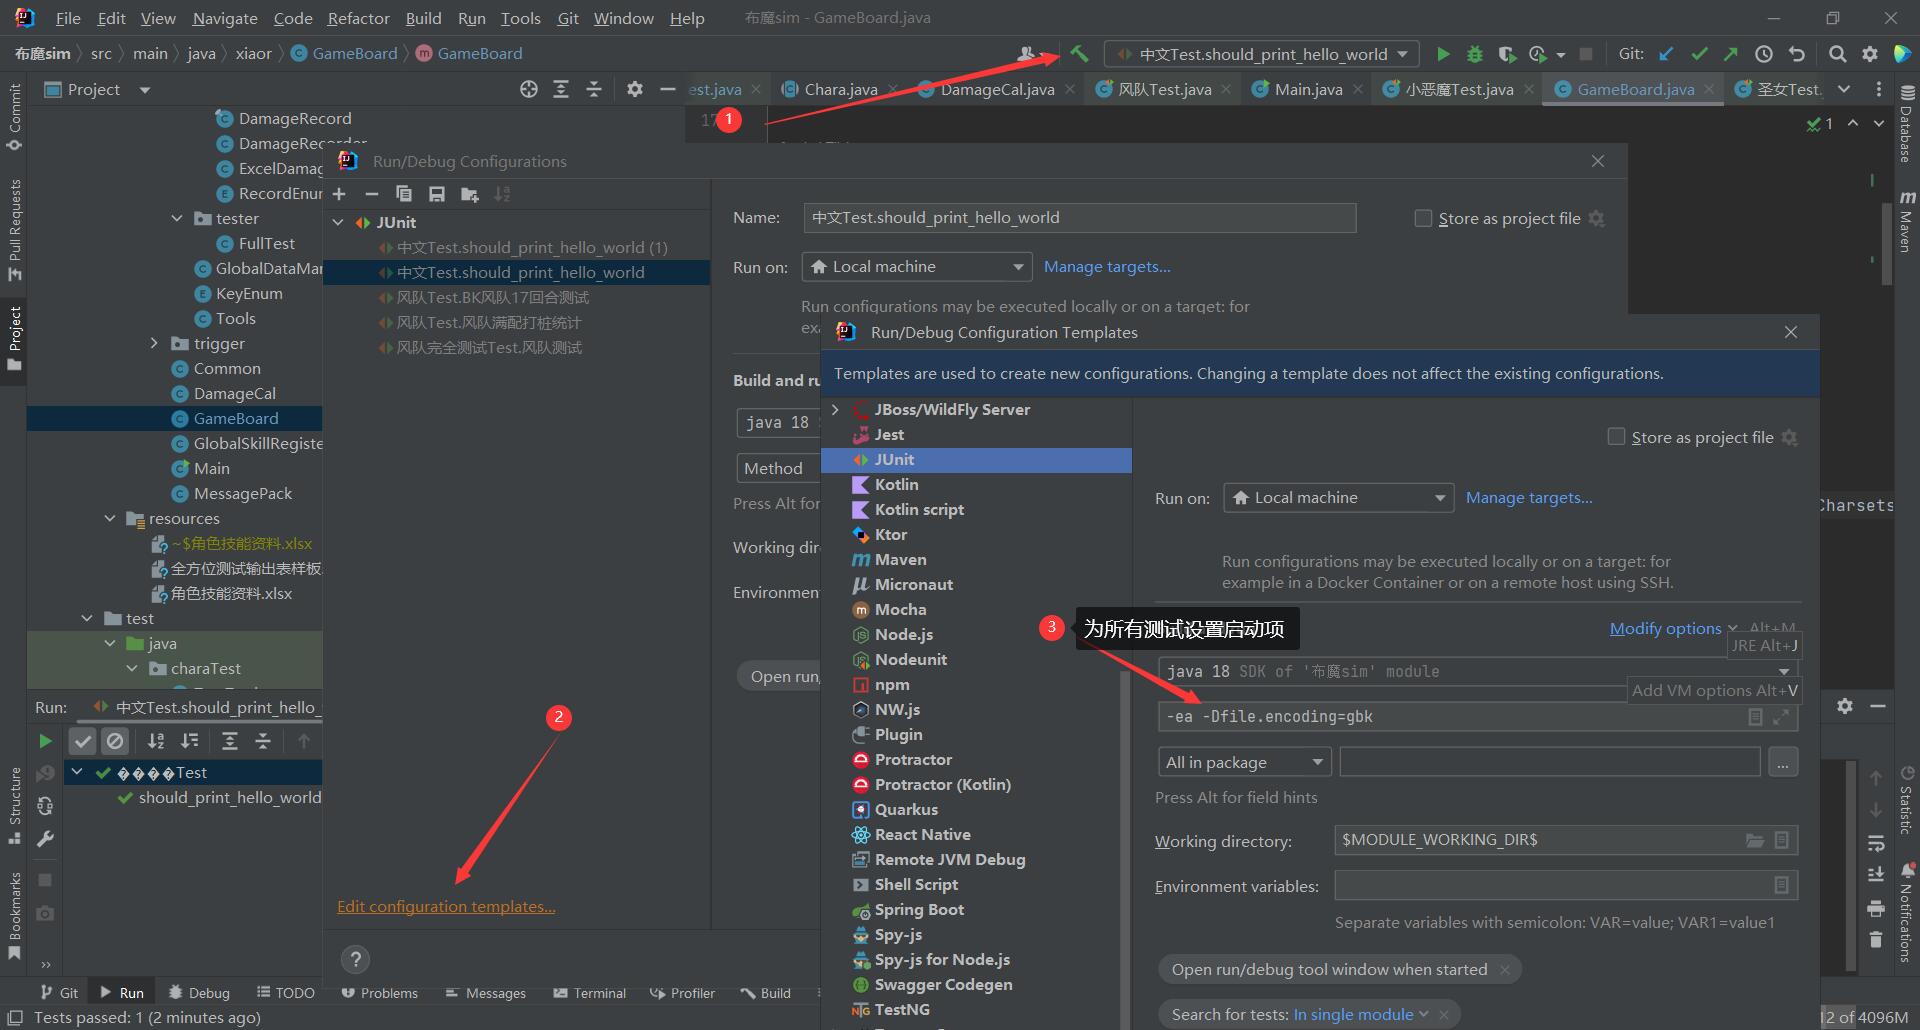 File Edit View Navigate Code Refactor Build Run Tools Git Window Help 布魔sim - GameBoard.java
布魔sim src main java xiaor GameBoard GameBoard
中文Test.should_print_hello_world Git:
Project
est.java Chara.java DamageCal.java 风队Test.java Main.java 小恶魔Test.java GameBoard.java 圣女Test.
17
1
1
Commit
Pull Requests
Project
Structure
Bookmarks
Database
Maven
Statistic
Notifications
DamageRecord
DamageRecorder
ExcelDamag
RecordEnum
tester
FullTest
GlobalDataMan
KeyEnum
Tools
trigger
Common
DamageCal
GameBoard
GlobalSkillRegiste
Main
MessagePack
resources
~$角色技能资料.xlsx
全方位测试输出表样板.
角色技能资料.xlsx
test
java
charaTest
Run: 中文Test.should_print_hello_
����Test
should_print_hello_world
Run/Debug Configurations
JUnit
中文Test.should_print_hello_world (1)
中文Test.should_print_hello_world
风队Test.BK风队17回合测试
风队Test.风队满配打桩统计
风队完全测试Test.风队测试
2
Edit configuration templates...
?
Name: 中文Test.should_print_hello_world
Store as project file
Run on: Local machine Manage targets...
Run configurations may be executed locally or on a target: for
exa
Build and ru
java 18
Method
Press Alt for
Working dire
Environment
Open run/
Run/Debug Configuration Templates
Templates are used to create new configurations. Changing a template does not affect the existing configurations.
JBoss/WildFly Server
Jest
JUnit
Kotlin
Kotlin script
Ktor
Maven
Micronaut
Mocha
Node.js
Nodeunit
npm
NW.js
Plugin
Protractor
Protractor (Kotlin)
Quarkus
React Native
Remote JVM Debug
Shell Script
Spring Boot
Spy-js
Spy-js for Node.js
Swagger Codegen
TestNG
Store as project file
Run on: Local machine Manage targets...
Run configurations may be executed locally or on a target: for
example in a Docker Container or on a remote host using SSH.
3 为所有测试设置启动项
Modify options Alt+M
JRE Alt+J
java 18 SDK of '布魔sim' module
Add VM options Alt+V
-ea -Dfile.encoding=gbk
All in package
...
Press Alt for field hints
Working directory: $MODULE_WORKING_DIR$
Environment variables:
Separate variables with semicolon: VAR=value; VAR1=value1
Open run/debug tool window when started
Search for tests: In single module
Charsets
Git Run Debug TODO Problems Messages Terminal Profiler Build
Tests passed: 1 (2 minutes ago)
12 of 4096M